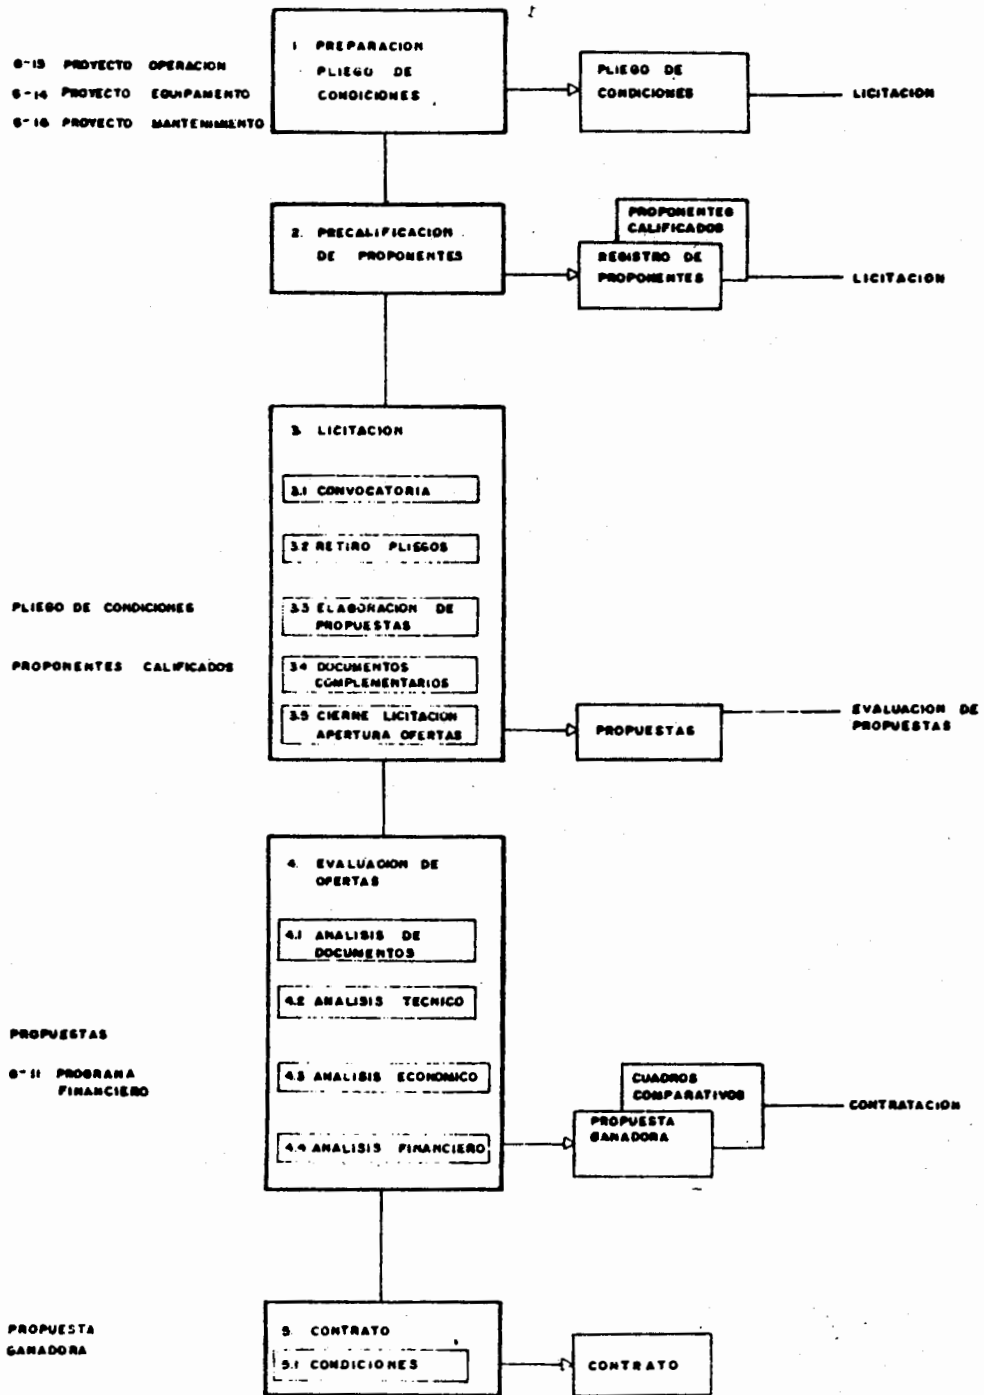 1 PREPARACION
PLIEGO DE
CONDICIONES
6-15 PROYECTO OPERACION
6-14 PROYECTO EQUIPAMENTO
6-16 PROYECTO MANTENIMIENTO
PLIEGO DE
CONDICIONES
LICITACION
2. PRECALIFICACION
DE PROPONENTES
PROPONENTES
CALIFICADOS
REGISTRO DE
PROPONENTES
LICITACION
3. LICITACION
3.1 CONVOCATORIA
3.2 RETIRO PLIEGOS
PLIEGO DE CONDICIONES
3.3 ELABORACION DE
PROPUESTAS
PROPONENTES CALIFICADOS
3.4 DOCUMENTOS
COMPLEMENTARIOS
3.5 CIERRE LICITACION
APERTURA OFERTAS
PROPUESTAS
EVALUACION DE
PROPUESTAS
4. EVALUACION DE
OFERTAS
4.1 ANALISIS DE
DOCUMENTOS
4.2 ANALISIS TECNICO
PROPUESTAS
6-11 PROGRAMA
FINANCIERO
4.3 ANALISIS ECONOMICO
4.4 ANALISIS FINANCIERO
CUADROS
COMPARATIVOS
PROPUESTA
GANADORA
CONTRATACION
PROPUESTA
GANADORA
5. CONTRATO
5.1 CONDICIONES
CONTRATO